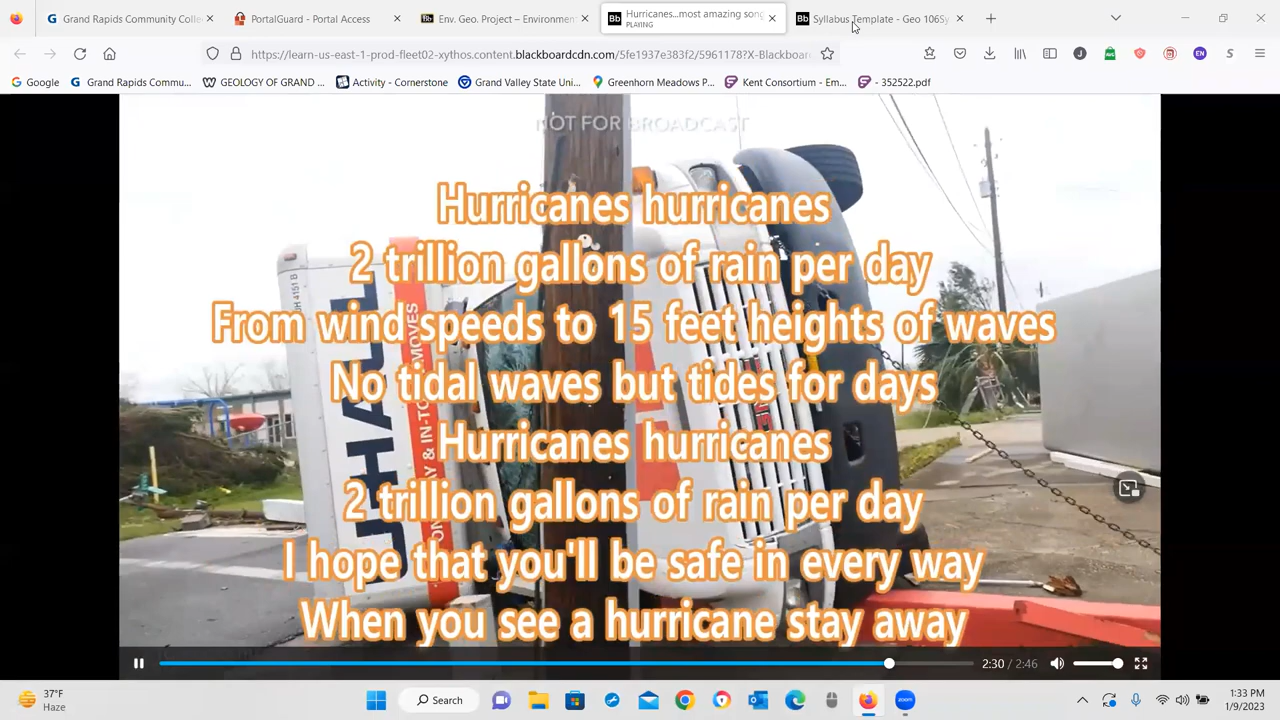 Grand Rapids Community Colle
PortalGuard - Portal Access
Env. Geo. Project – Environmen
Hurricanes...most amazing song
PLAYING
Syllabus Template - Geo 106Sy
https://learn-us-east-1-prod-fleet02-xythos.content.blackboardcdn.com/5fe1937e383f2/5961178?X-Blackboar
Google
Grand Rapids Commu...
GEOLOGY OF GRAND ...
Activity - Cornerstone
Grand Valley State Uni...
Greenhorn Meadows P...
Kent Consortium - Em...
- 352522.pdf
NOT FOR BROADCAST
Hurricanes hurricanes
2 trillion gallons of rain per day
From wind speeds to 15 feet heights of waves
No tidal waves but tides for days
Hurricanes hurricanes
2 trillion gallons of rain per day
I hope that you'll be safe in every way
When you see a hurricane stay away
UHAUL
2:30 / 2:46
37°F
Haze
Search
1:33 PM
1/9/2023